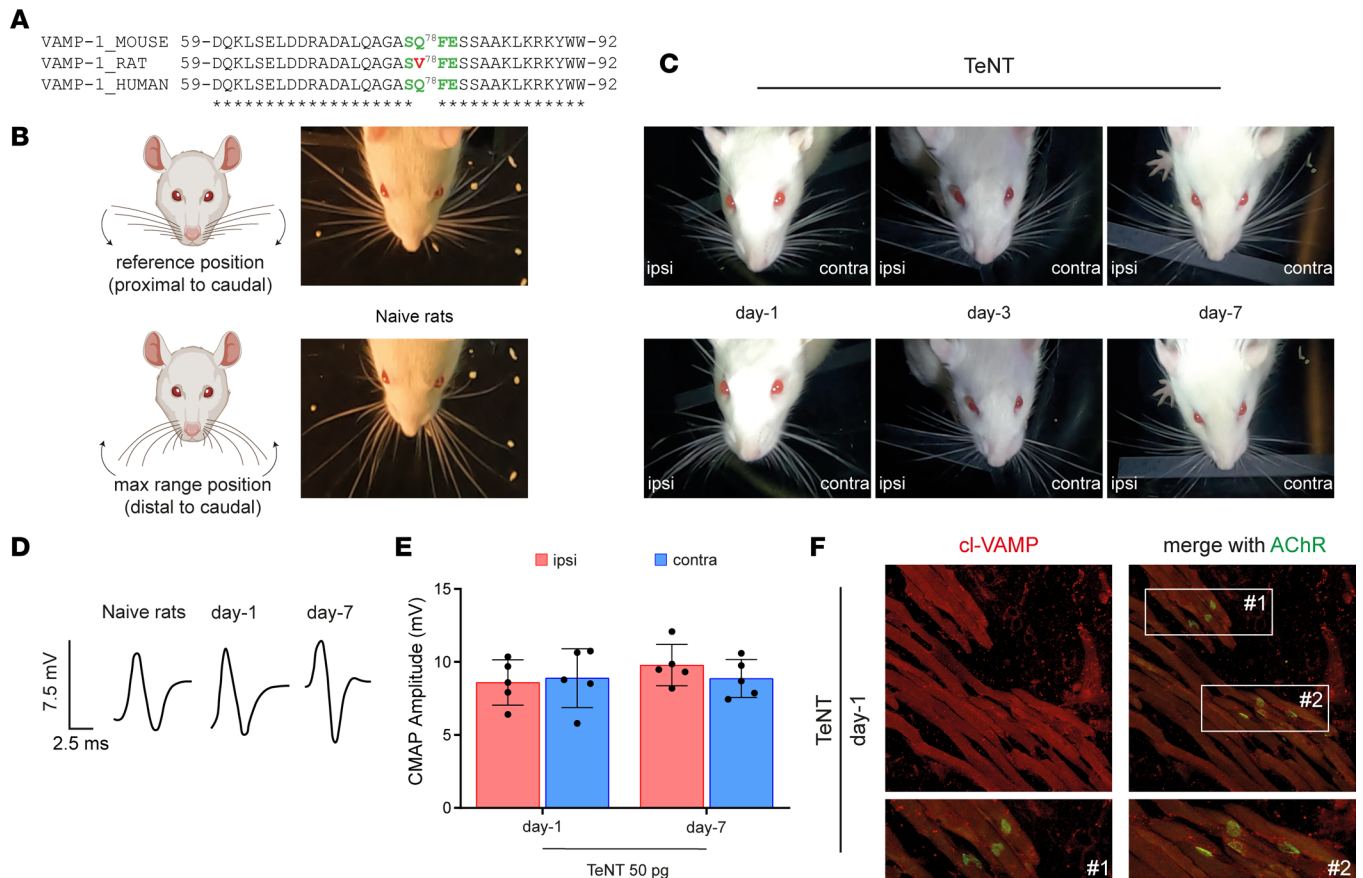 A
VAMP-1_MOUSE 59-DQKLSELDDRADALQAGASQ78FESSAAKLKRKYWW-92
VAMP-1_RAT 59-DQKLSELDDRADALQAGASV78FESSAAKLKRKYWW-92
VAMP-1_HUMAN 59-DQKLSELDDRADALQAGASQ78FESSAAKLKRKYWW-92
******************* **************
B
reference position
(proximal to caudal)
Naive rats
max range position
(distal to caudal)
C
TeNT
ipsi contra
ipsi contra
ipsi contra
day-1 day-3 day-7
ipsi contra
ipsi contra
ipsi contra
D
Naive rats day-1 day-7
7.5 mV
2.5 ms
E
ipsi contra
CMAP Amplitude (mV)
15
10
5
0
day-1 day-7
TeNT 50 pg
F
cl-VAMP merge with AChR
TeNT
day-1
#1
#2
#1
#2